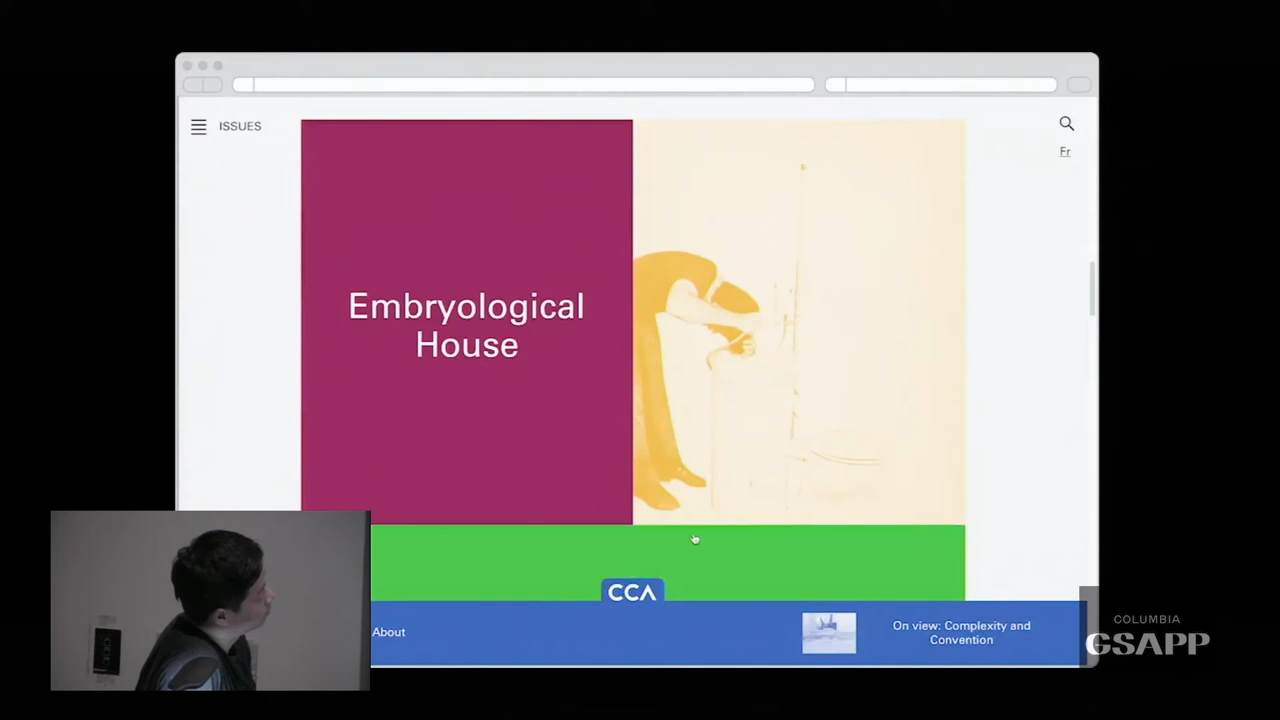 ISSUES
Fr
Embryological
House
CCA
About
On view: Complexity and
Convention
COLUMBIA
GSAPP